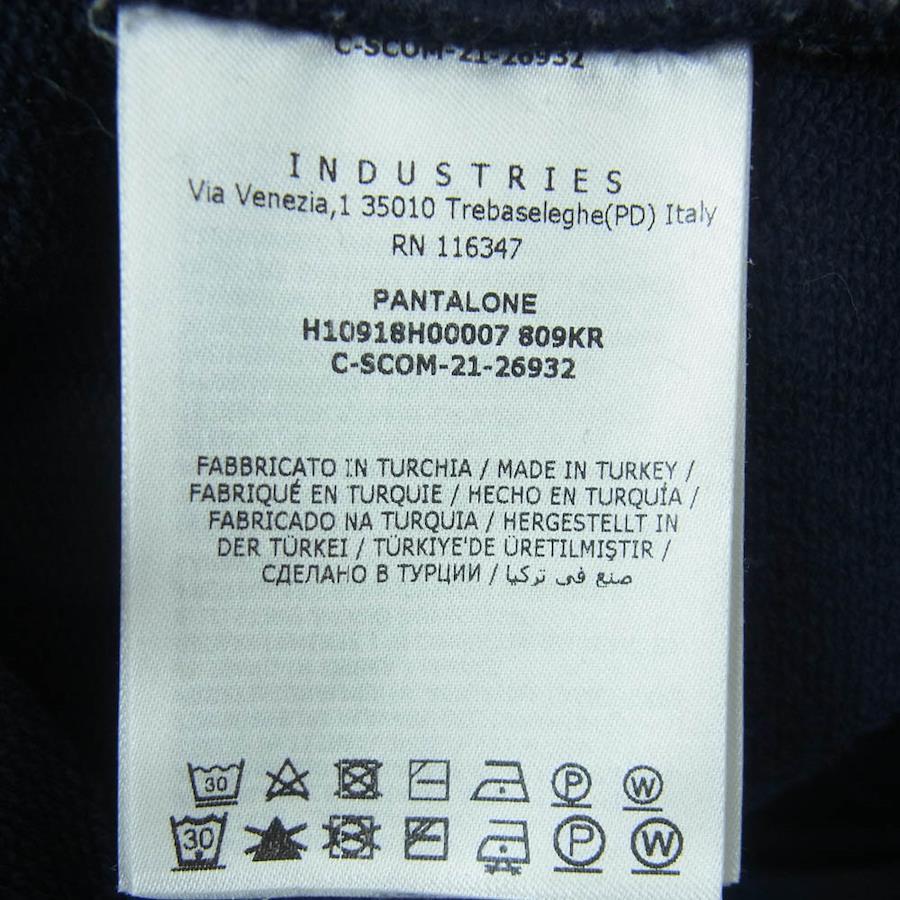 C-SCOM-21-26932
INDUSTRIES
Via Venezia,1 35010 Trebaseleghe(PD) Italy
RN 116347
PANTALONE
H10918H00007 809KR
C-SCOM-21-26932
FABBRICATO IN TURCHIA / MADE IN TURKEY /
FABRIQUÉ EN TURQUIE / HECHO EN TURQUÍA /
FABRICADO NA TURQUIA / HERGESTELLT IN
DER TÜRKEI / TÜRKIYE'DE ÜRETILMIŞTIR /
СДЕЛАНО В ТУРЦИИ / صنع في تركيا
30 P W
30 P W